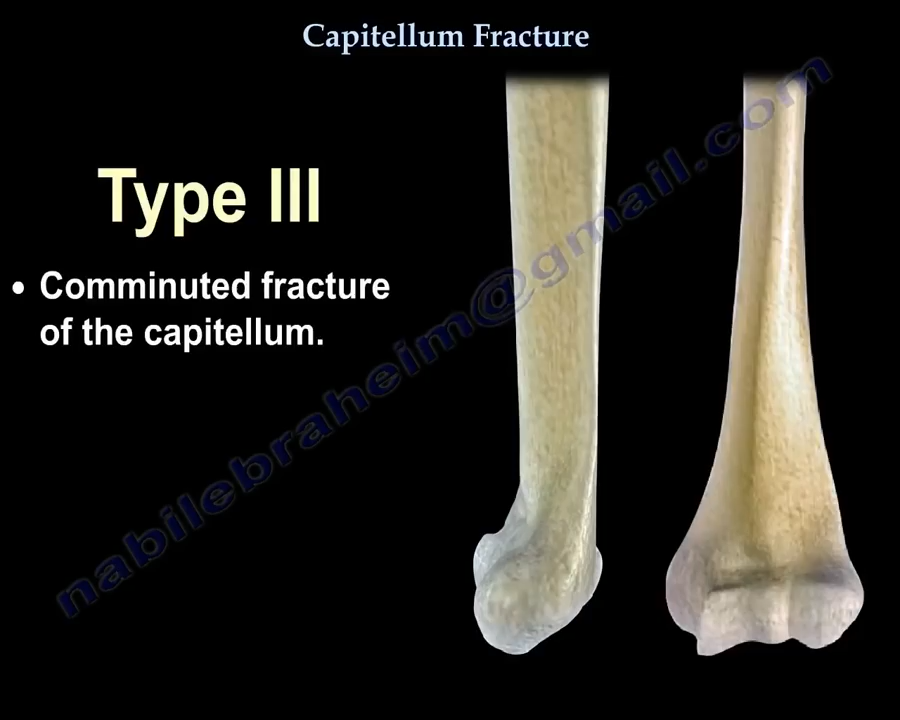 Capitellum Fracture
Type III
• Comminuted fracture
of the capitellum.
nabilebraheim@gmail.com